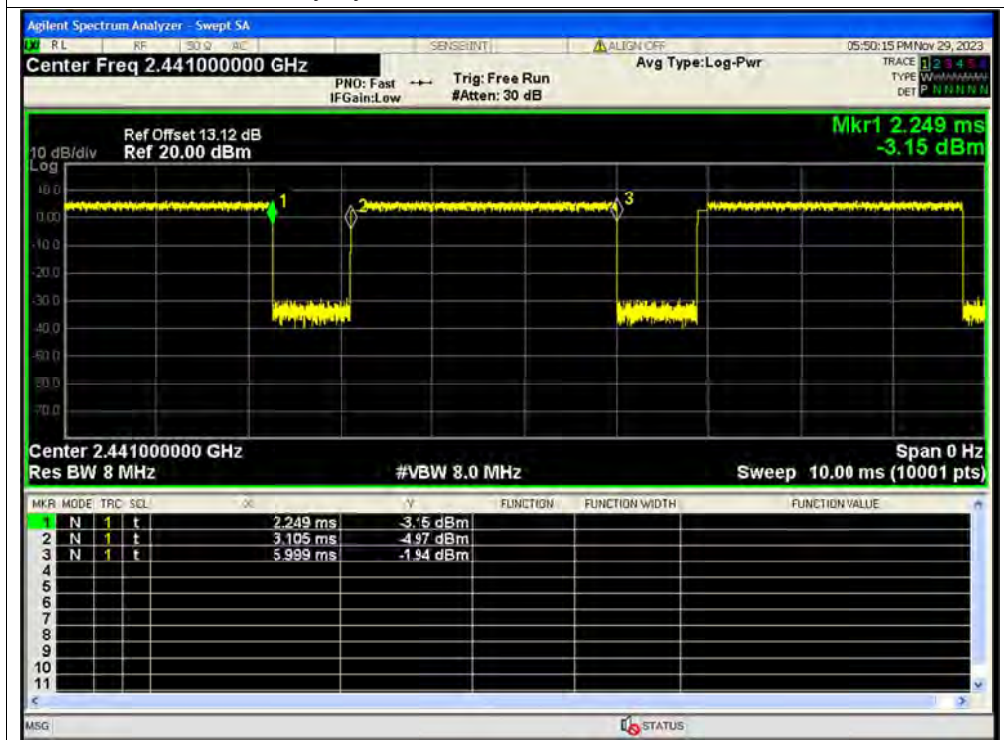 Agilent Spectrum Analyzer - Swept SA
RL RF 50 Ω AC SENSE:INT ALIGN OFF 05:50:15 PM Nov 29, 2023
Center Freq 2.441000000 GHz
PNO: Fast
IFGain:Low
Trig: Free Run
#Atten: 30 dB
Avg Type: Log-Pwr
TRACE 1 2 3 4 5 6
TYPE W
DET P N N N N N
Mkr1 2.249 ms
-3.15 dBm
Ref Offset 13.12 dB
10 dB/div Ref 20.00 dBm
Log
10.0
0.00
-10.0
-20.0
-30.0
-40.0
-70.0
1
2
3
Center 2.441000000 GHz Span 0 Hz
Res BW 8 MHz #VBW 8.0 MHz Sweep 10.00 ms (10001 pts)
MKR MODE TRC SCL X Y FUNCTION FUNCTION WIDTH FUNCTION VALUE
1 N 1 t 2.249 ms -3.15 dBm
2 N 1 t 3.105 ms -4.97 dBm
3 N 1 t 5.999 ms -1.94 dBm
4
5
6
7
8
9
10
11
MSG STATUS